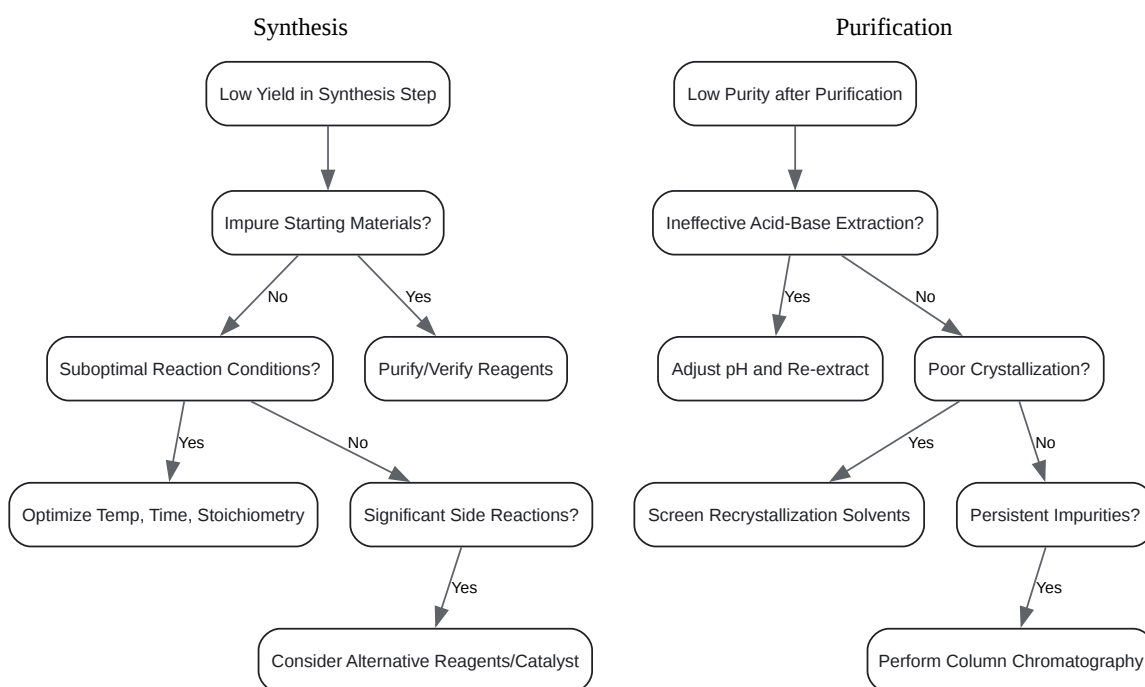 Synthesis
Low Yield in Synthesis Step
Impure Starting Materials?
No
Yes
Suboptimal Reaction Conditions?
Purify/Verify Reagents
Yes
No
Optimize Temp, Time, Stoichiometry
Significant Side Reactions?
Yes
Consider Alternative Reagents/Catalyst
Purification
Low Purity after Purification
Ineffective Acid-Base Extraction?
Yes
No
Adjust pH and Re-extract
Poor Crystallization?
Yes
No
Screen Recrystallization Solvents
Persistent Impurities?
Yes
Perform Column Chromatography